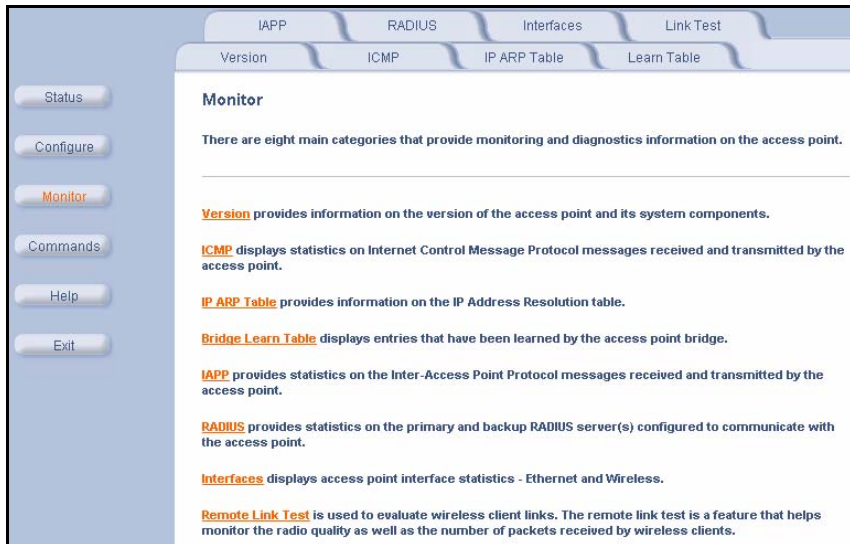 IAPP
RADIUS
Interfaces
Link Test
Version
ICMP
IP ARP Table
Learn Table
Status
Configure
Monitor
Commands
Help
Exit
Monitor
There are eight main categories that provide monitoring and diagnostics information on the access point.
Version provides information on the version of the access point and its system components.
ICMP displays statistics on Internet Control Message Protocol messages received and transmitted by the
access point.
IP ARP Table provides information on the IP Address Resolution table.
Bridge Learn Table displays entries that have been learned by the access point bridge.
IAPP provides statistics on the Inter-Access Point Protocol messages received and transmitted by the
access point.
RADIUS provides statistics on the primary and backup RADIUS server(s) configured to communicate with
the access point.
Interfaces displays access point interface statistics - Ethernet and Wireless.
Remote Link Test is used to evaluate wireless client links. The remote link test is a feature that helps
monitor the radio quality as well as the number of packets received by wireless clients.